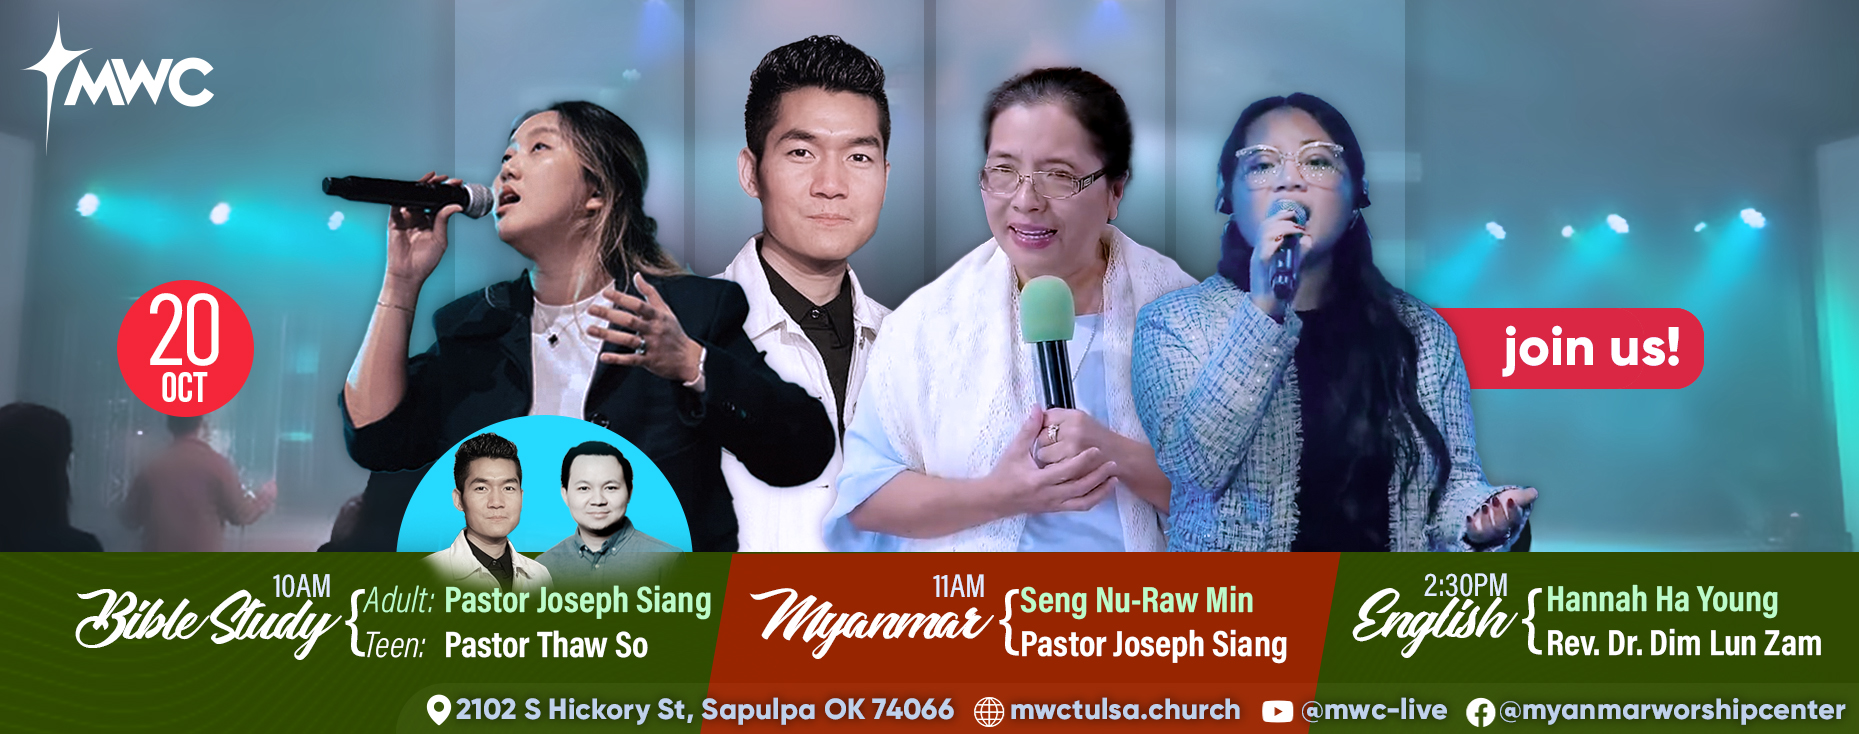 MWC
20
OCT
join us!
10AM
Bible Study
Adult: Pastor Joseph Siang
Teen: Pastor Thaw So
11AM
Myanmar
Seng Nu-Raw Min
Pastor Joseph Siang
2:30PM
English
Hannah Ha Young
Rev. Dr. Dim Lun Zam
2102 S Hickory St, Sapulpa OK 74066 mwctulsa.church @mwc-live @myanmarworshipcenter